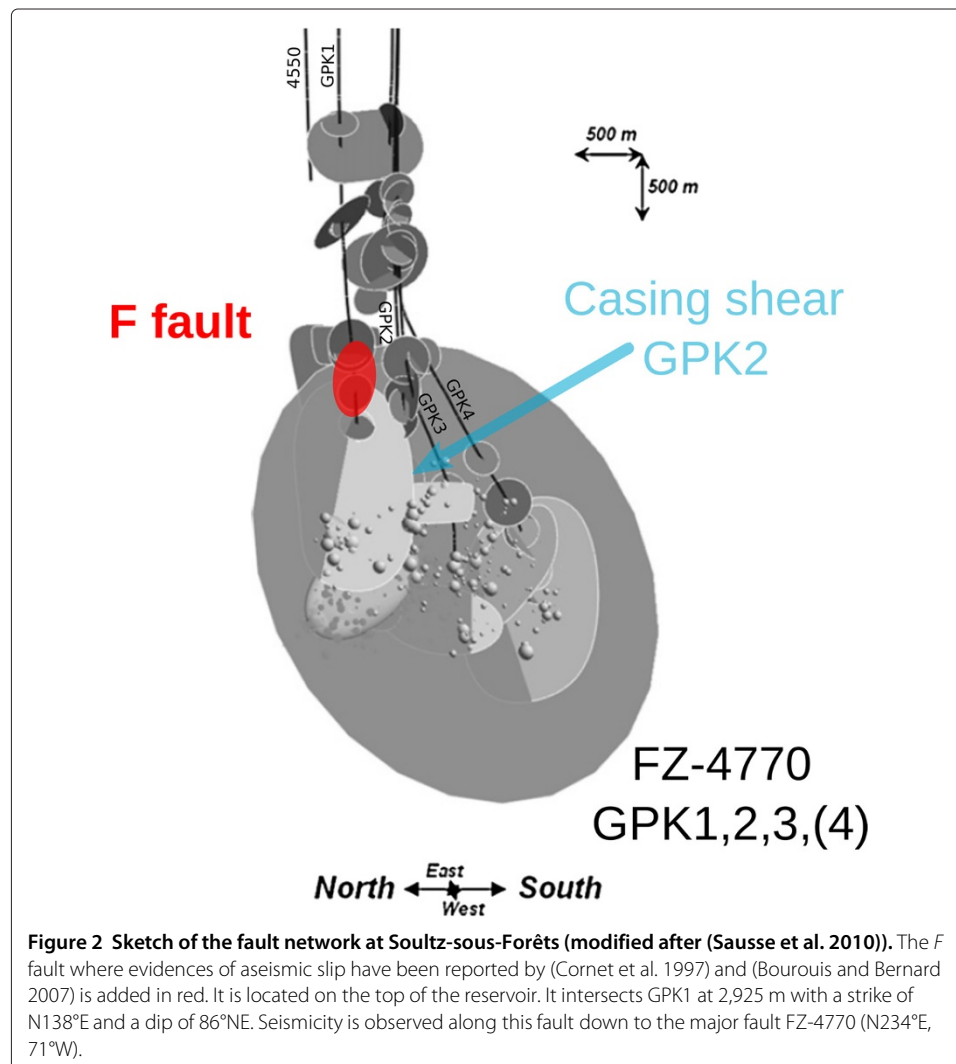 4550
GPK1
500 m
500 m
F fault
Casing shear
GPK2
GPK2
GPK3
GPK4
FZ-4770
GPK1,2,3,(4)
East
North
South
West
Figure 2 Sketch of the fault network at Soultz-sous-Forêts (modified after (Sausse et al. 2010)). The F
fault where evidences of aseismic slip have been reported by (Cornet et al. 1997) and (Bourouis and Bernard
2007) is added in red. It is located on the top of the reservoir. It intersects GPK1 at 2,925 m with a strike of
N138°E and a dip of 86°NE. Seismicity is observed along this fault down to the major fault FZ-4770 (N234°E,
71°W).